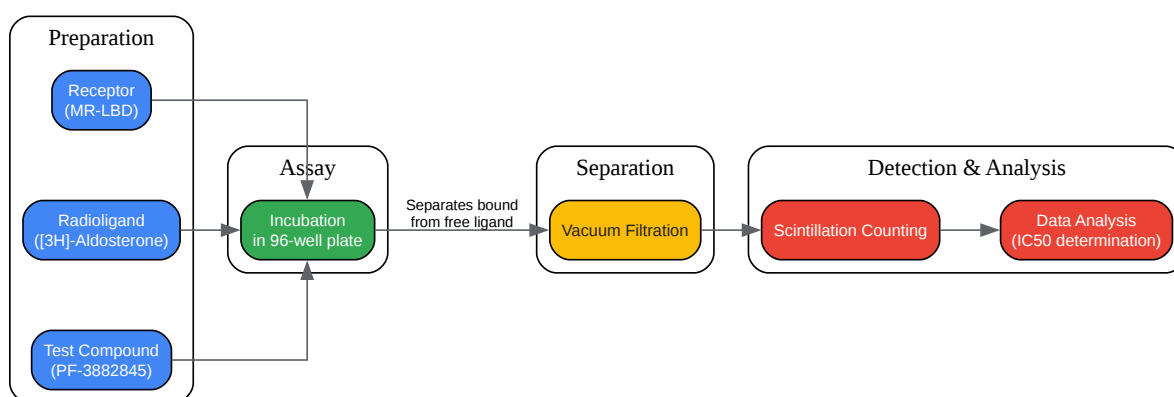 Preparation
Receptor
(MR-LBD)
Radioligand
([3H]-Aldosterone)
Test Compound
(PF-3882845)
Assay
Incubation
in 96-well plate
Separates bound
from free ligand
Separation
Vacuum Filtration
Detection & Analysis
Scintillation Counting
Data Analysis
(IC50 determination)